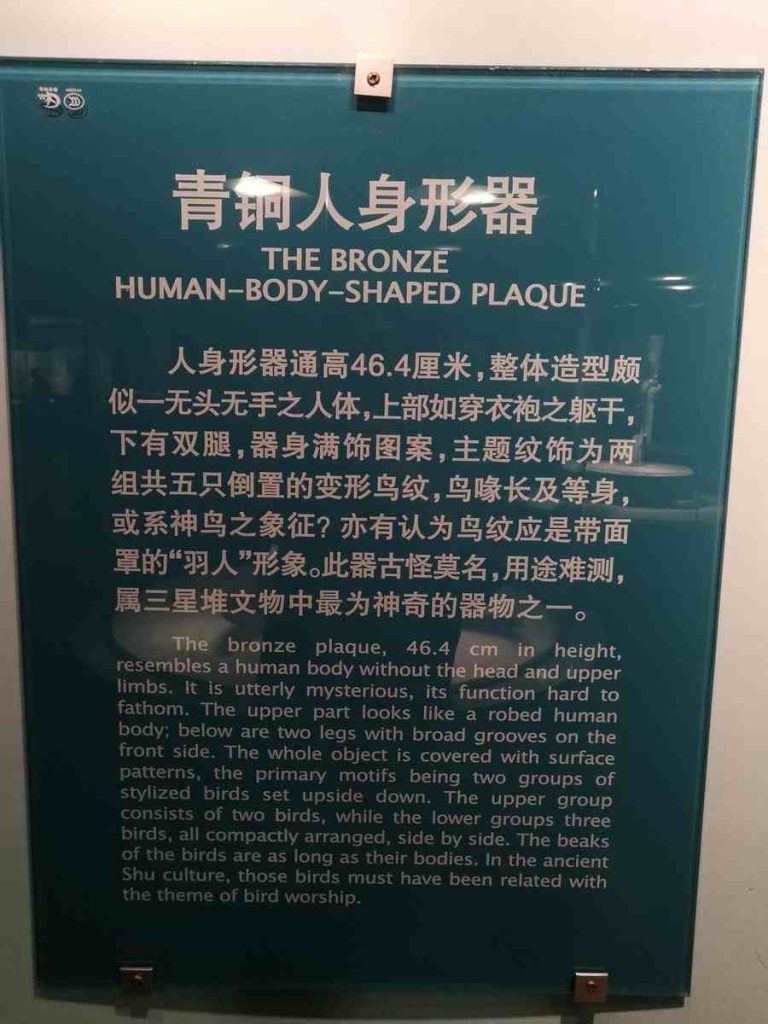 青铜人身形器
THE BRONZE
HUMAN-BODY-SHAPED PLAQUE
人身形器通高46.4厘米，整体造型颇
似一无头无手之人体，上部如穿衣袍之躯干，
下有双腿，器身满饰图案，主题纹饰为两
组共五只倒置的变形鸟纹，鸟喙长及等身，
或系神鸟之象征？亦有认为鸟纹应是带面
罩的“羽人”形象。此器古怪莫名，用途难测，
属三星堆文物中最为神奇的器物之一。
The bronze plaque, 46.4 cm in height,
resembles a human body without the head and upper
limbs. It is utterly mysterious, its function hard to
fathom. The upper part looks like a robed human
body; below are two legs with broad grooves on the
front side. The whole object is covered with surface
patterns, the primary motifs being two groups of
stylized birds set upside down. The upper group
consists of two birds, while the lower groups three
birds, all compactly arranged, side by side. The beaks
of the birds are as long as their bodies. In the ancient
Shu culture, those birds must have been related with
the theme of bird worship.